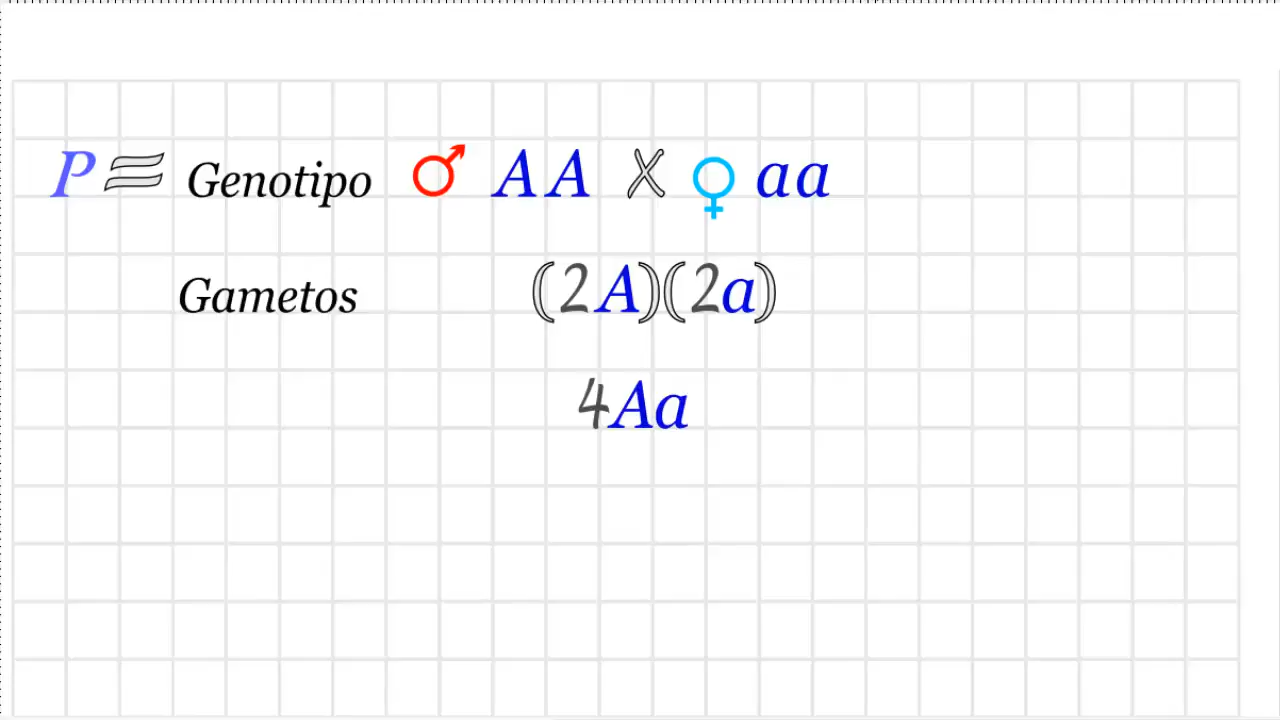 P = Genotipo ♂ AA X ♀ aa
Gametos (2A)(2a)
4Aa